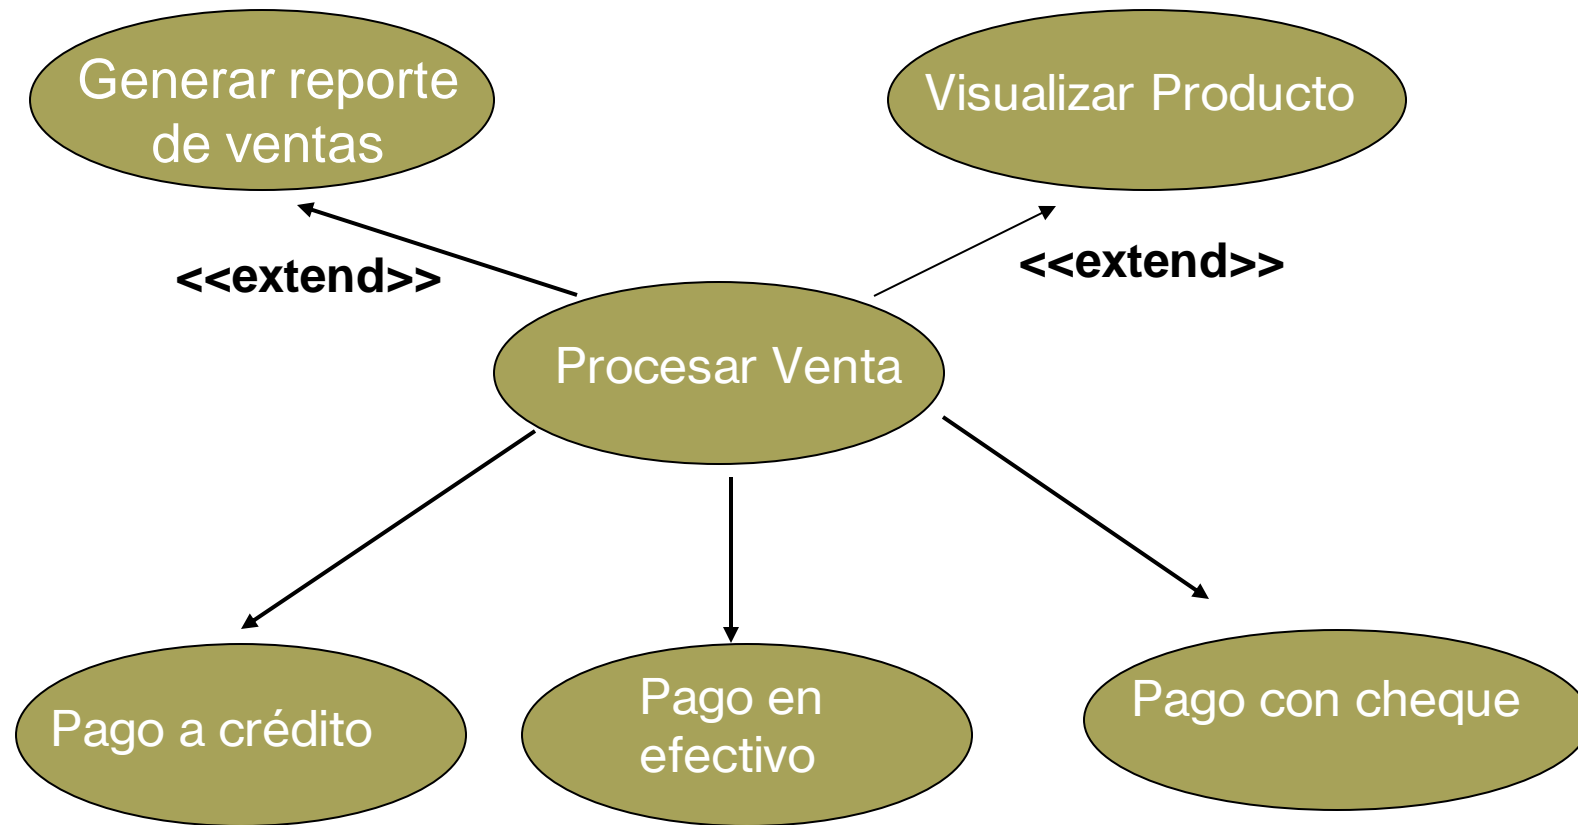 Generar reporte
de ventas
Visualizar Producto
<<extend>>
<<extend>>
Procesar Venta
Pago a crédito
Pago en
efectivo
Pago con cheque